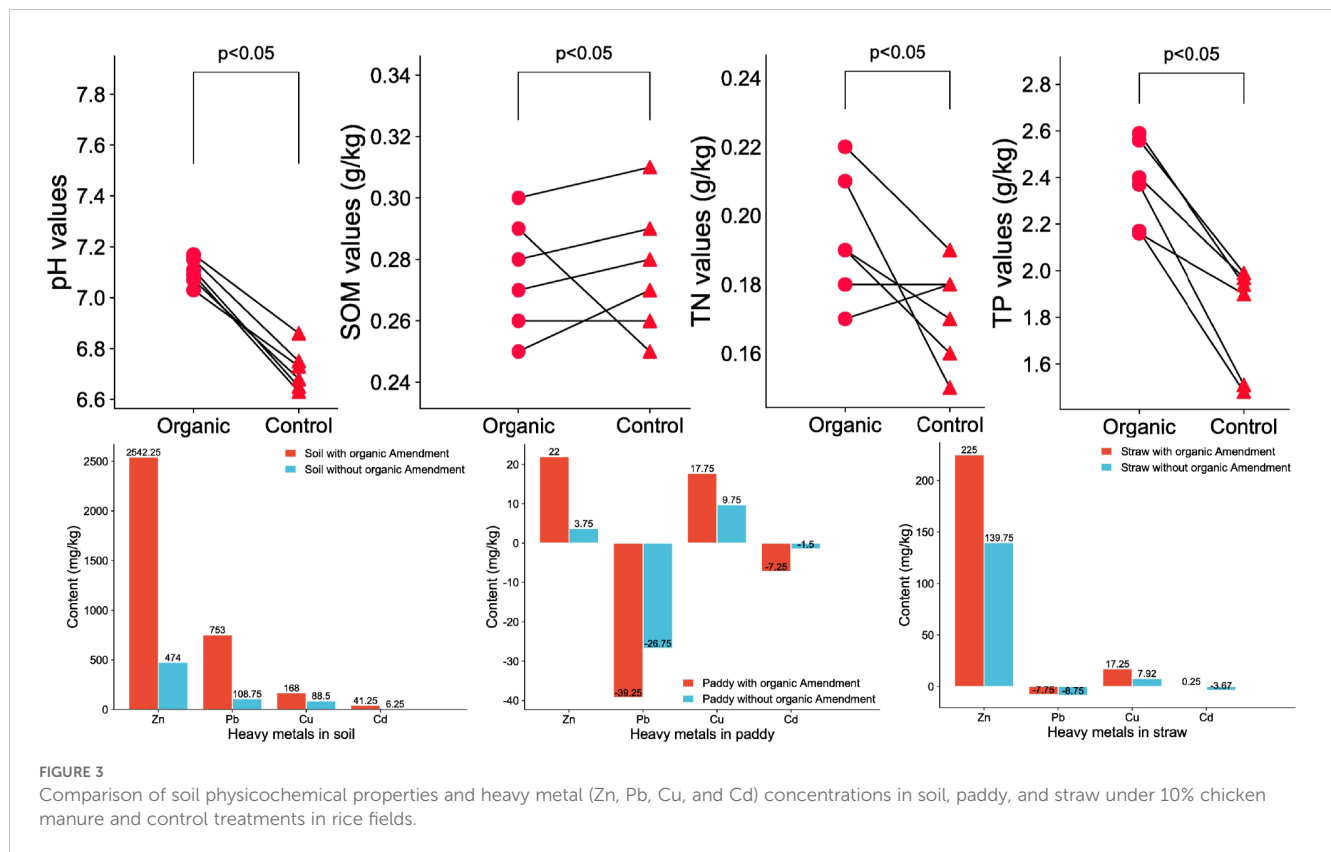 p<0.05
pH values
7.8
7.6
7.4
7.2
7.0
6.8
6.6
Organic
Control
p<0.05
SOM values (g/kg)
0.34
0.32
0.30
0.28
0.26
0.24
Organic
Control
p<0.05
TN values (g/kg)
0.24
0.22
0.20
0.18
0.16
Organic
Control
p<0.05
TP values (g/kg)
2.8
2.6
2.4
2.2
2.0
1.8
1.6
Organic
Control
Soil with organic Amendment
Soil without organic Amendment
Content (mg/kg)
2500
2000
1500
1000
500
0
2542.25
474
753
108.75
168
88.5
41.25
6.25
Zn
Pb
Cu
Cd
Heavy metals in soil
Content (mg/kg)
20
10
0
-10
-20
-30
-40
22
3.75
-39.25
-26.75
17.75
9.75
-7.25
-1.5
Paddy with organic Amendment
Paddy without organic Amendment
Zn
Pb
Cu
Cd
Heavy metals in paddy
Straw with organic Amendment
Straw without organic Amendment
Content (mg/kg)
200
150
100
50
0
225
139.75
-7.75
-8.75
17.25
7.92
0.25
-3.67
Zn
Pb
Cu
Cd
Heavy metals in straw
FIGURE 3
Comparison of soil physicochemical properties and heavy metal (Zn, Pb, Cu, and Cd) concentrations in soil, paddy, and straw under 10% chicken
manure and control treatments in rice fields.